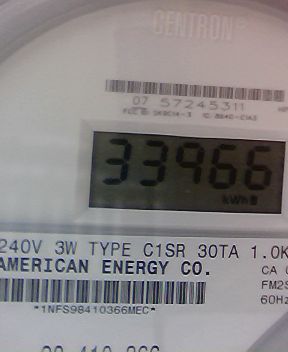 CENTRON®
07 57245311
33966
kWh
240V 3W TYPE C1SR 30TA 1.0K
AMERICAN ENERGY CO.
CA
FM2S
60Hz
*1NFS98410366MEC*